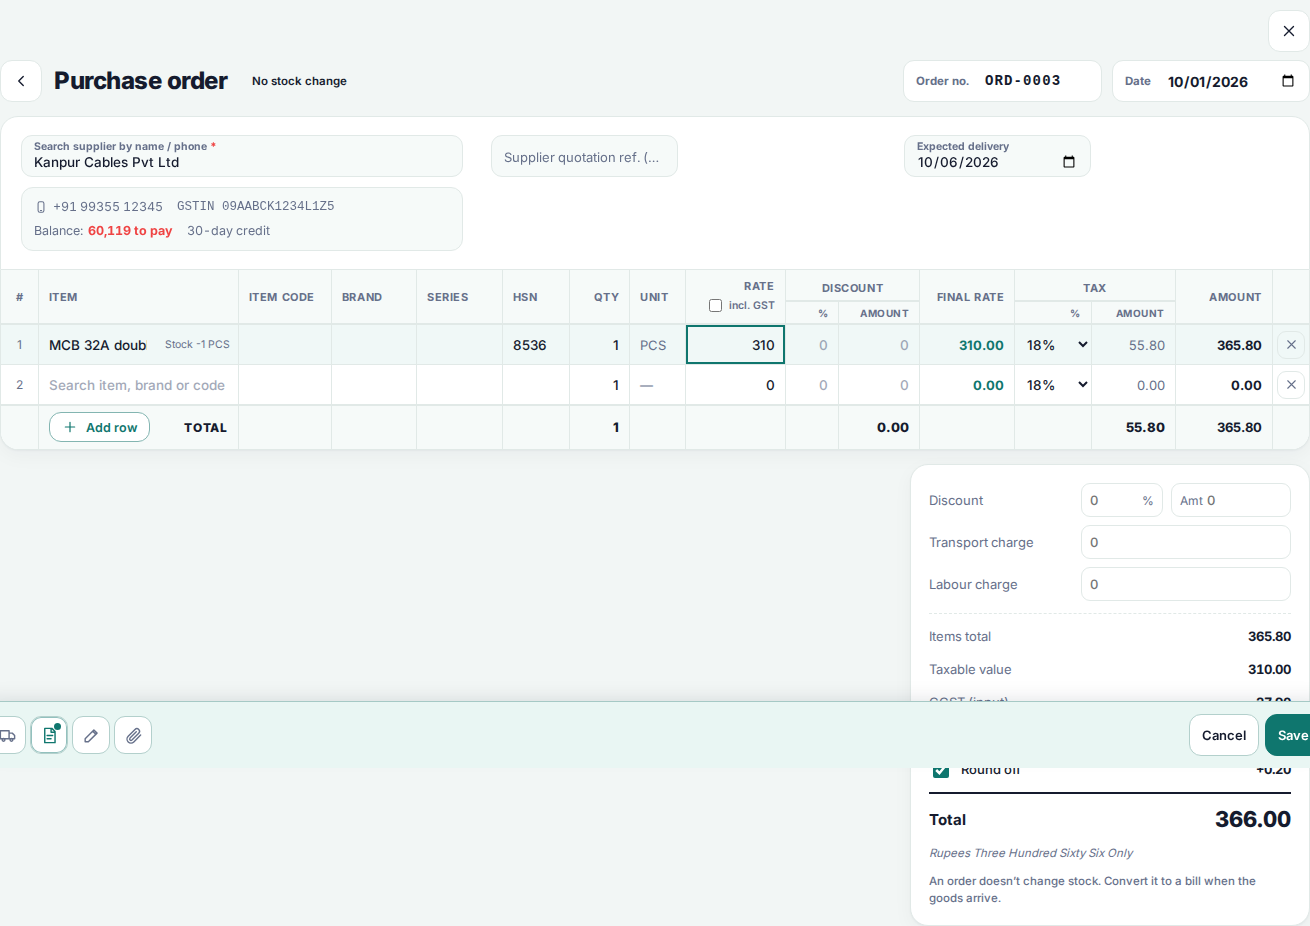 Purchase order
No stock change
Order no. ORD-0003
Date 10/01/2026
Search supplier by name / phone *
Kanpur Cables Pvt Ltd
Supplier quotation ref. (...
Expected delivery
10/06/2026
+91 99355 12345 GSTIN 09AABCK1234L1Z5
Balance: 60,119 to pay 30-day credit
# ITEM ITEM CODE BRAND SERIES HSN QTY UNIT RATE incl. GST DISCOUNT % AMOUNT FINAL RATE TAX % AMOUNT AMOUNT
1 MCB 32A doub Stock -1 PCS 8536 1 PCS 310 0 0 310.00 18% 55.80 365.80
2 Search item, brand or code 1 — 0 0 0 0.00 18% 0.00 0.00
+ Add row TOTAL 1 0.00 55.80 365.80
Discount 0 % Amt 0
Transport charge 0
Labour charge 0
Items total 365.80
Taxable value 310.00
Cancel Save
Round off +0.20
Total 366.00
Rupees Three Hundred Sixty Six Only
An order doesn't change stock. Convert it to a bill when the
goods arrive.